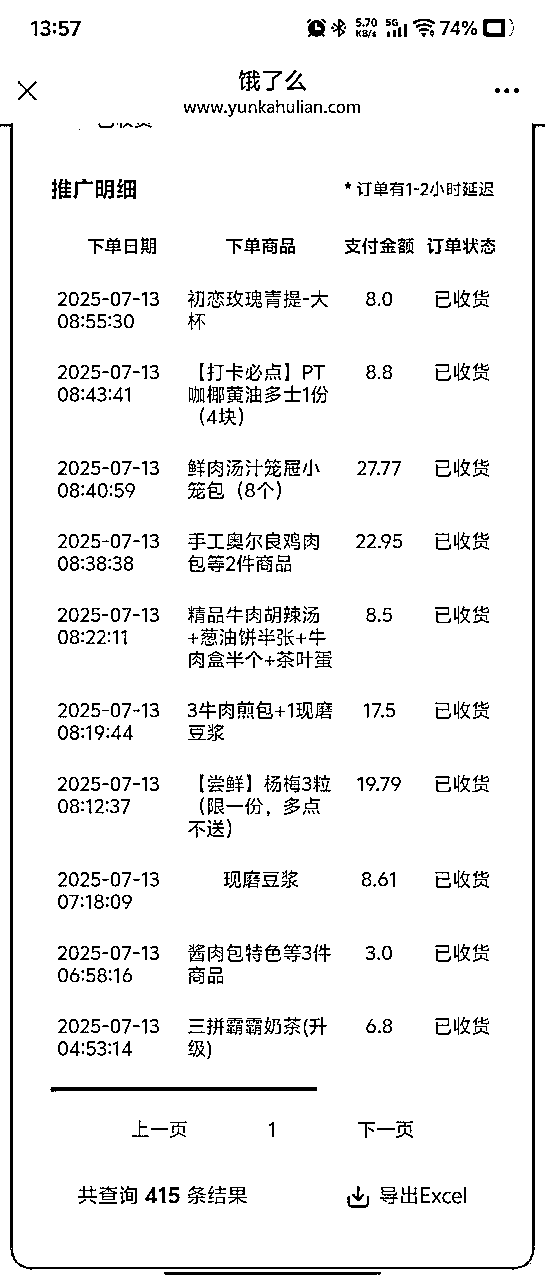 13:57
5.70 KB/s 5G 74%
饿了么
www.yunkahulian.com
已收货
推广明细
* 订单有1-2小时延迟
下单日期 下单商品 支付金额 订单状态
2025-07-13 初恋玫瑰青提-大 8.0 已收货
08:55:30 杯
2025-07-13 【打卡必点】PT 8.8 已收货
08:43:41 咖椰黄油多士1份
（4块）
2025-07-13 鲜肉汤汁笼屉小 27.77 已收货
08:40:59 笼包（8个）
2025-07-13 手工奥尔良鸡肉 22.95 已收货
08:38:38 包等2件商品
2025-07-13 精品牛肉胡辣汤 8.5 已收货
08:22:11 +葱油饼半张+牛
肉盒半个+茶叶蛋
2025-07-13 3牛肉煎包+1现磨 17.5 已收货
08:19:44 豆浆
2025-07-13 【尝鲜】杨梅3粒 19.79 已收货
08:12:37 （限一份，多点
不送）
2025-07-13 现磨豆浆 8.61 已收货
07:18:09
2025-07-13 酱肉包特色等3件 3.0 已收货
06:58:16 商品
2025-07-13 三拼霸霸奶茶(升 6.8 已收货
04:53:14 级)
上一页 1 下一页
共查询 415 条结果 导出Excel